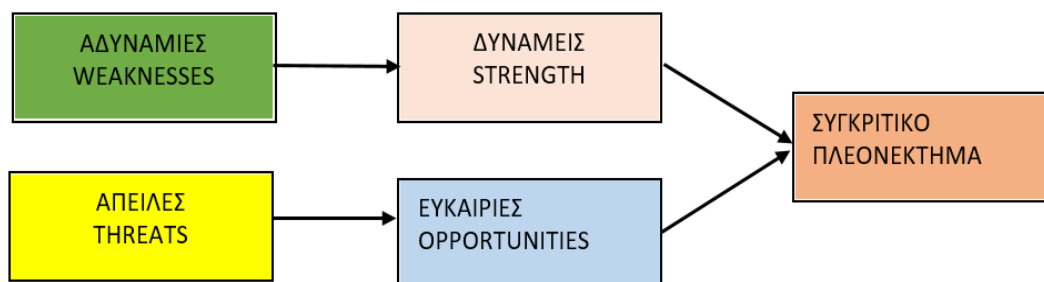 ΑΔΥΝΑΜΙΕΣ
WEAKNESSES
ΔΥΝΑΜΕΙΣ
STRENGTH
ΣΥΓΚΡΙΤΙΚΟ
ΠΛΕΟΝΕΚΤΗΜΑ
ΑΠΕΙΛΕΣ
THREATS
ΕΥΚΑΙΡΙΕΣ
OPPORTUNITIES